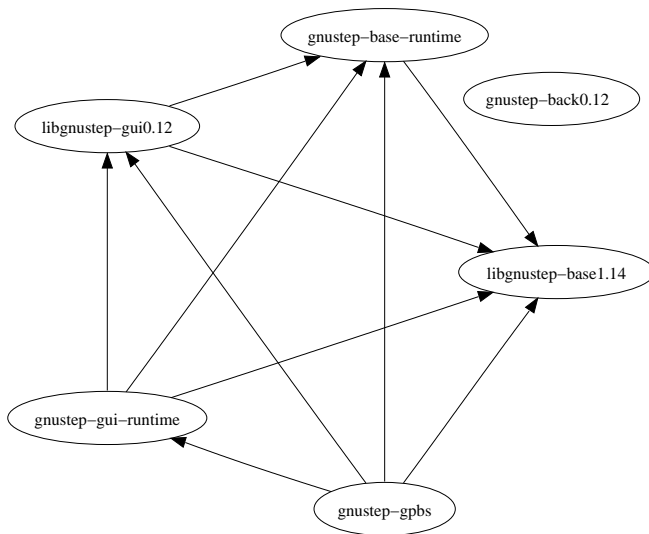 gnustep−base−runtime
gnustep−back0.12
libgnustep−gui0.12
libgnustep−base1.14
gnustep−gui−runtime
gnustep−gpbs